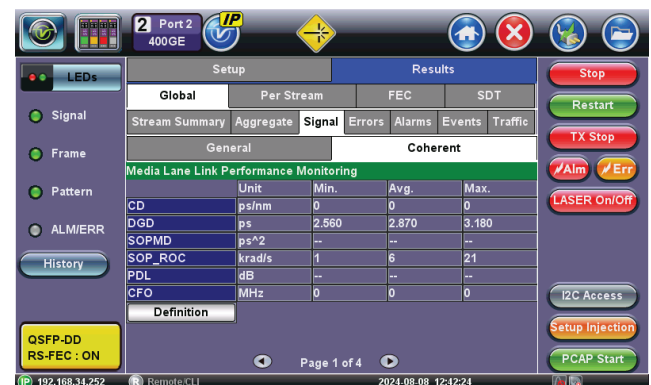 2 Port 2
400GE
IP
LEDs
Signal
Frame
Pattern
ALM/ERR
History
QSFP-DD
RS-FEC : ON
Setup Results
Global Per Stream FEC SDT
Stream Summary Aggregate Signal Errors Alarms Events Traffic
General Coherent
Media Lane Link Performance Monitoring
Unit Min. Avg. Max.
CD ps/nm 0 0 0
DGD ps 2.560 2.870 3.180
SOPMD ps^2 -- -- --
SOP_ROC krad/s 1 6 21
PDL dB -- -- --
CFO MHz 0 0 0
Definition
Page 1 of 4
Stop
Restart
TX Stop
Alm Err
LASER On/Off
I2C Access
Setup Injection
PCAP Start
IP 192.168.34.252 R Remote/CLI 2024-08-08 12:42:24